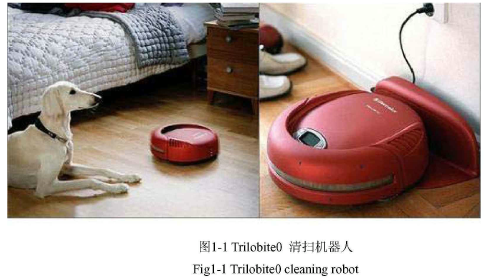 图1-1 Trilobite0 清扫机器人
Fig1-1 Trilobite0 cleaning robot